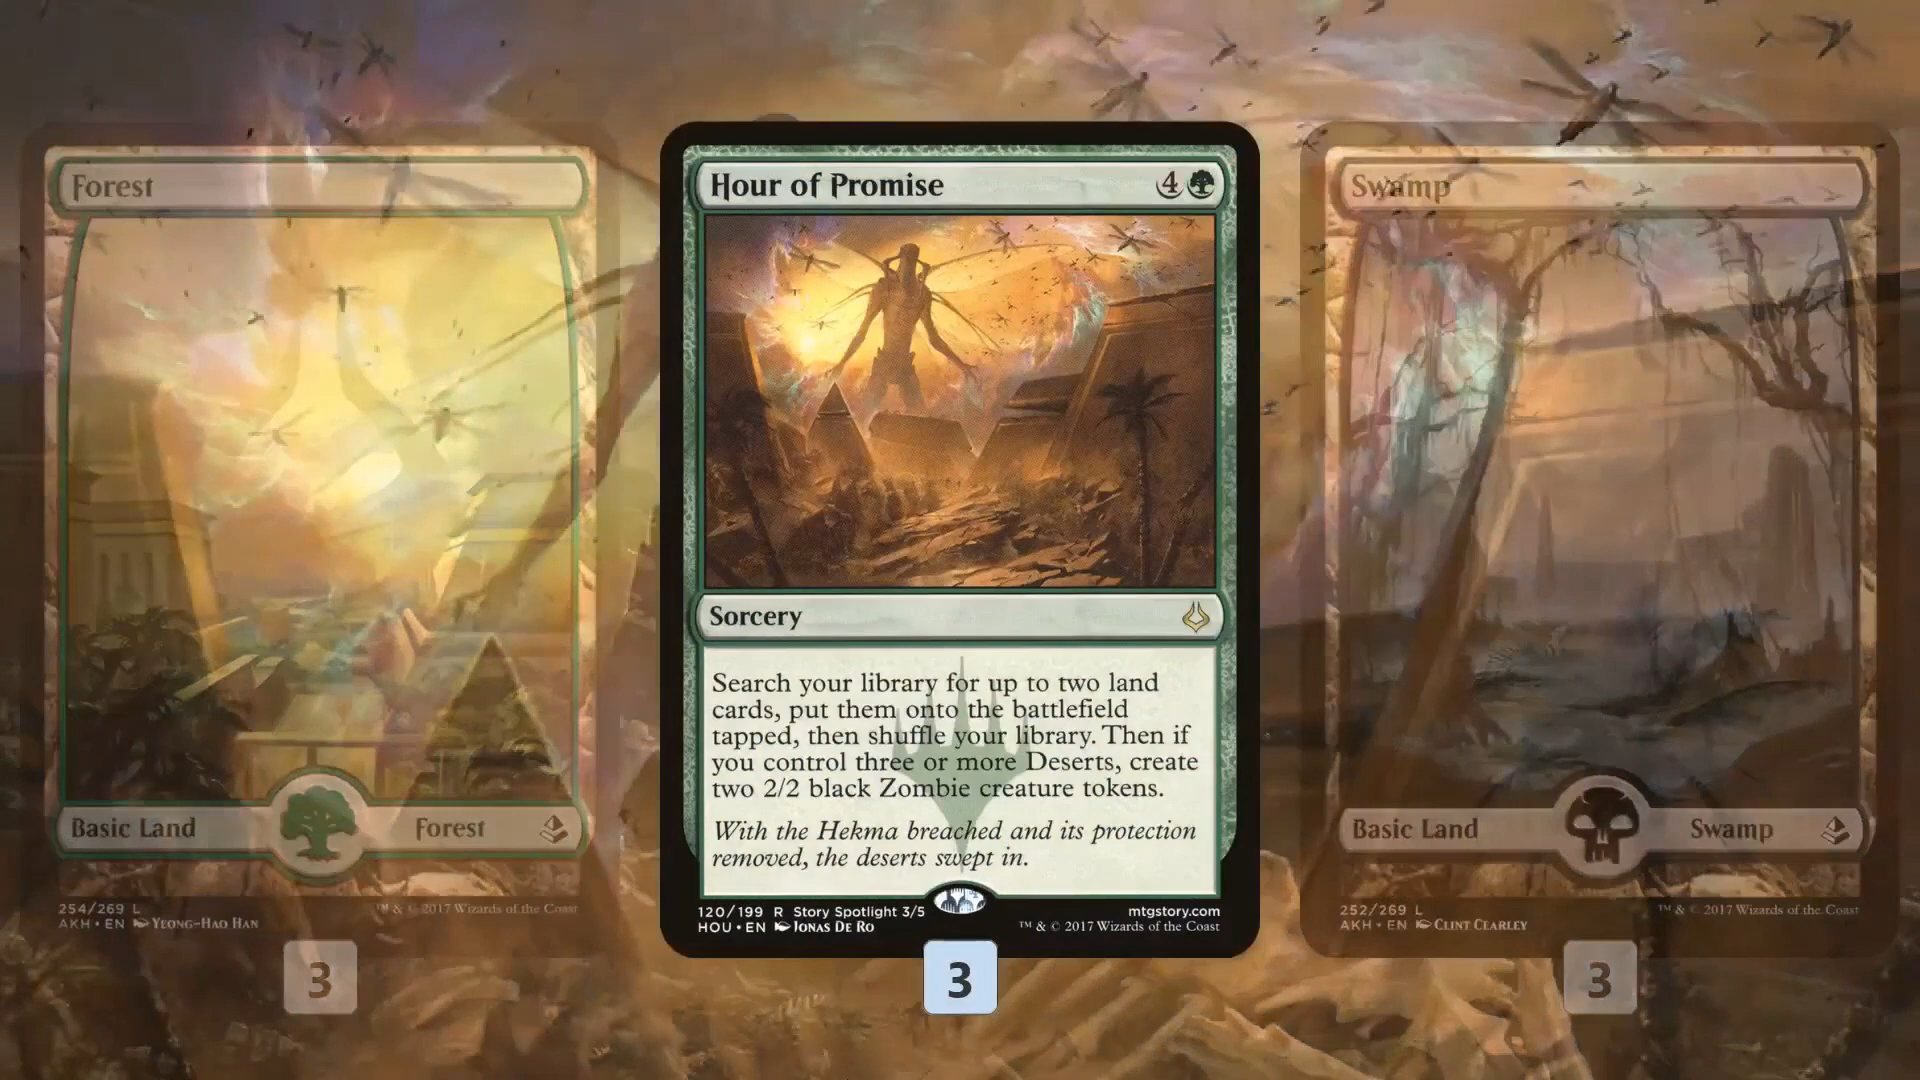 Forest
Basic Land Forest
254/269 L
AKH • EN Yeong-Hao Han
™ & © 2017 Wizards of the Coast
3
Hour of Promise 4
Sorcery
Search your library for up to two land
cards, put them onto the battlefield
tapped, then shuffle your library. Then if
you control three or more Deserts, create
two 2/2 black Zombie creature tokens.
With the Hekma breached and its protection
removed, the deserts swept in.
120/199 R Story Spotlight 3/5
HOU • EN Jonas De Ro
mtgstory.com
™ & © 2017 Wizards of the Coast
3
Swamp
Basic Land Swamp
252/269 L
AKH • EN Clint Cearley
™ & © 2017 Wizards of the Coast
3